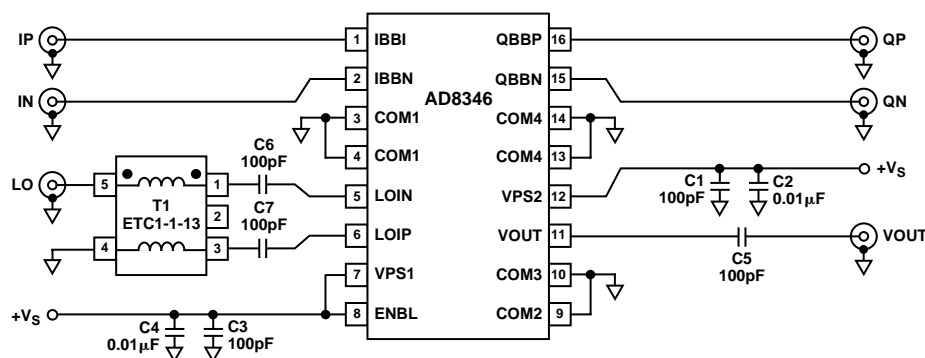 IP
1
IBBI
QBBP
16
QP
IN
2
IBBN
QBBN
15
QN
AD8346
3
COM1
COM4
14
4
COM1
COM4
13
C6
100pF
LO
5
1
5
LOIN
VPS2
12
C1
100pF
C2
0.01µF
+VS
T1
ETC1-1-13
2
C7
100pF
4
3
6
LOIP
VOUT
11
C5
100pF
VOUT
7
VPS1
COM3
10
+VS
8
ENBL
COM2
9
C4
0.01µF
C3
100pF